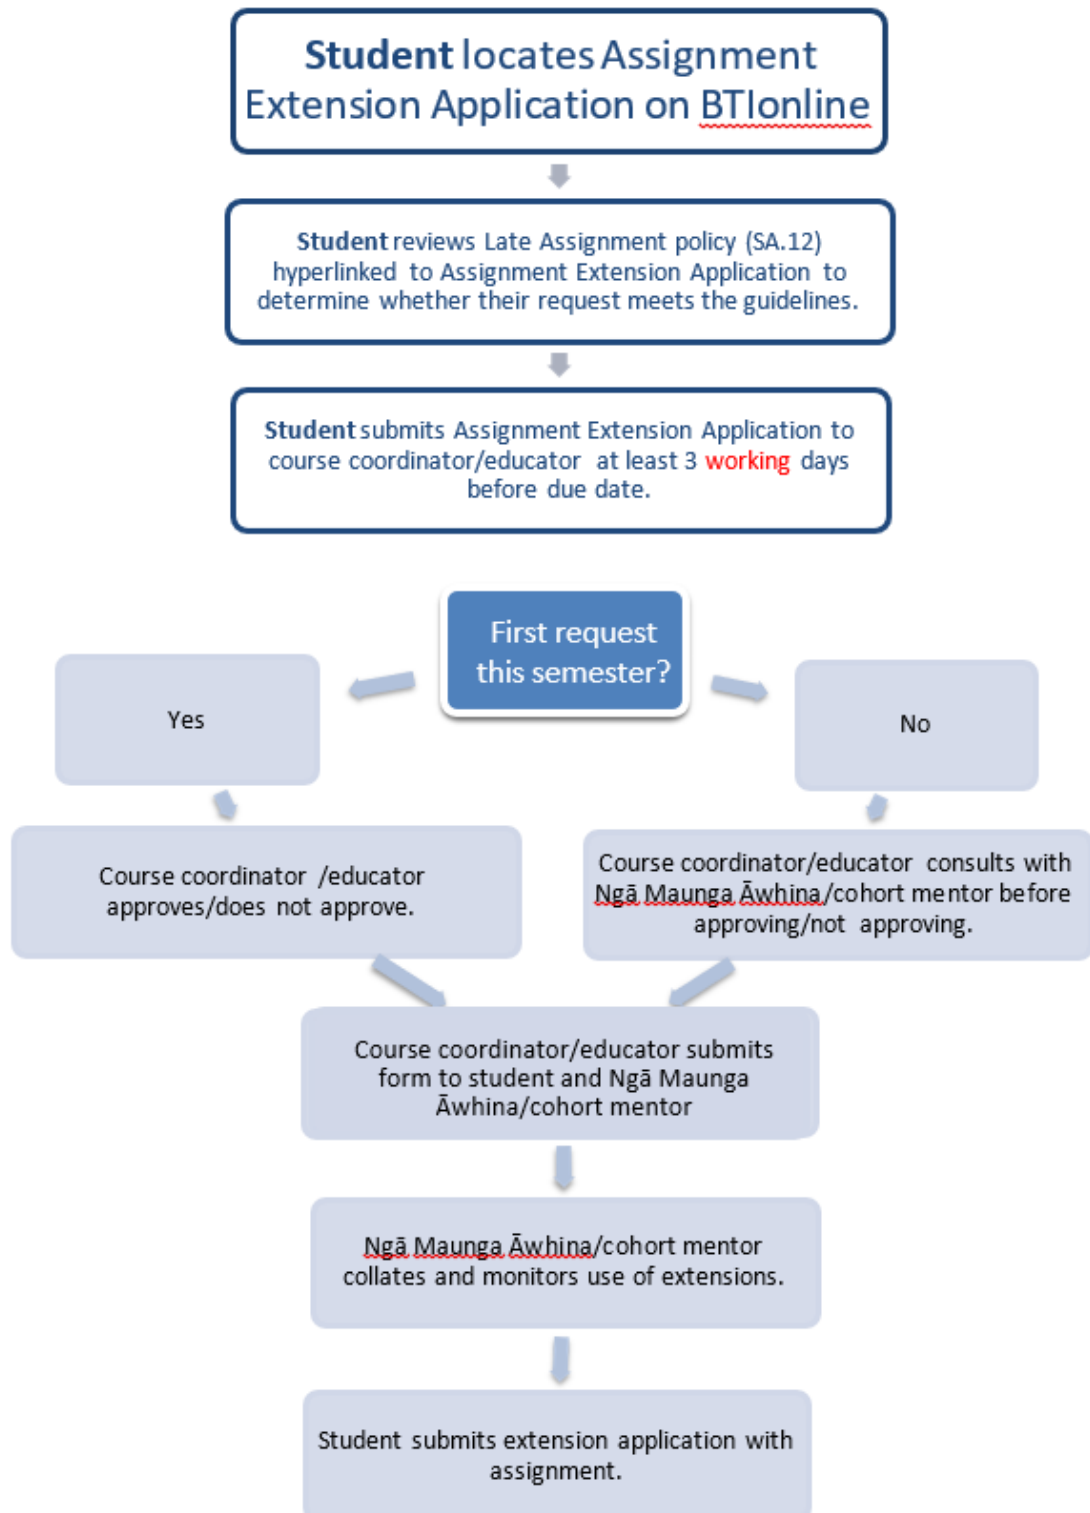 Student locates Assignment
Extension Application on BTIonline
Student reviews Late Assignment policy (SA.12)
hyperlinked to Assignment Extension Application to
determine whether their request meets the guidelines.
Student submits Assignment Extension Application to
course coordinator/educator at least 3 working days
before due date.
First request
this semester?
Yes
No
Course coordinator /educator
approves/does not approve.
Course coordinator/educator consults with
Ngā Maunga Āwhina/cohort mentor before
approving/not approving.
Course coordinator/educator submits
form to student and Ngā Maunga
Āwhina/cohort mentor
Ngā Maunga Āwhina/cohort mentor
collates and monitors use of extensions.
Student submits extension application with
assignment.